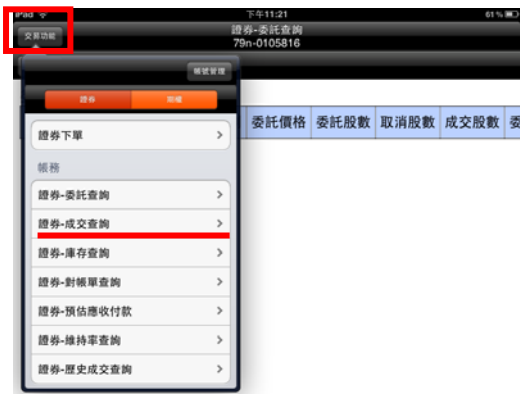 iPad 下午11:21 61%
證券-委託查詢
交易功能
79n-0105816
帳號管理
證券 期權
委託價格 委託股數 取消股數 成交股數 委
證券下單
帳務
證券-委託查詢
證券-成交查詢
證券-庫存查詢
證券-對帳單查詢
證券-預估應收付款
證券-維持率查詢
證券-歷史成交查詢